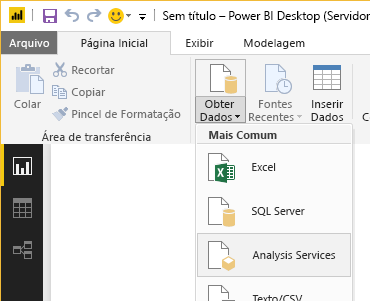 Sem título – Power BI Desktop (Servidor
Arquivo Página Inicial Exibir Modelagem
Colar
Recortar
Copiar
Pincel de Formatação
Área de transferência
Obter Dados
Fontes Recentes
Inserir Dados
Mais Comum
Excel
SQL Server
Analysis Services
Texto/CSV